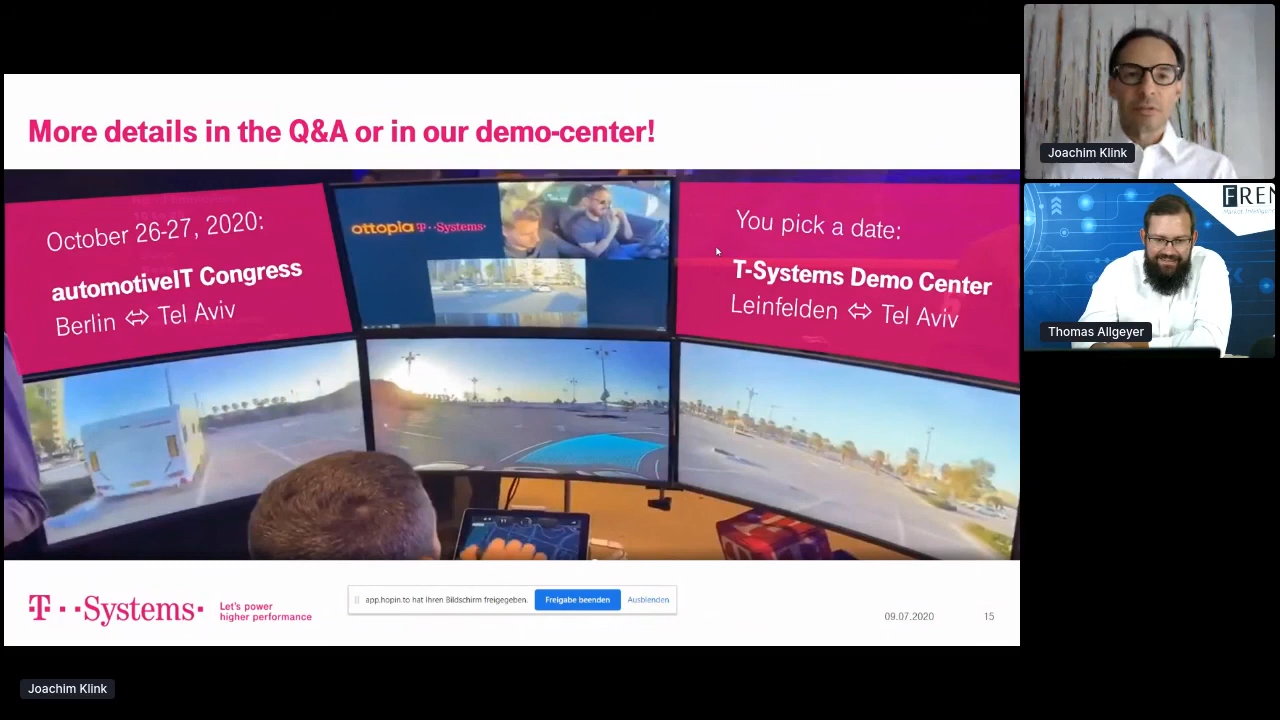 More details in the Q&A or in our demo-center!
October 26-27, 2020:
automotiveIT Congress
Berlin ⇔ Tel Aviv
ottopia T··Systems·
You pick a date:
T-Systems Demo Center
Leinfelden ⇔ Tel Aviv
T··Systems·
Let's power
higher performance
app.hopin.to hat Ihren Bildschirm freigegeben.
Freigabe beenden
Ausblenden
09.07.2020
15
Joachim Klink
Joachim Klink
FREN
Thomas Allgeyer